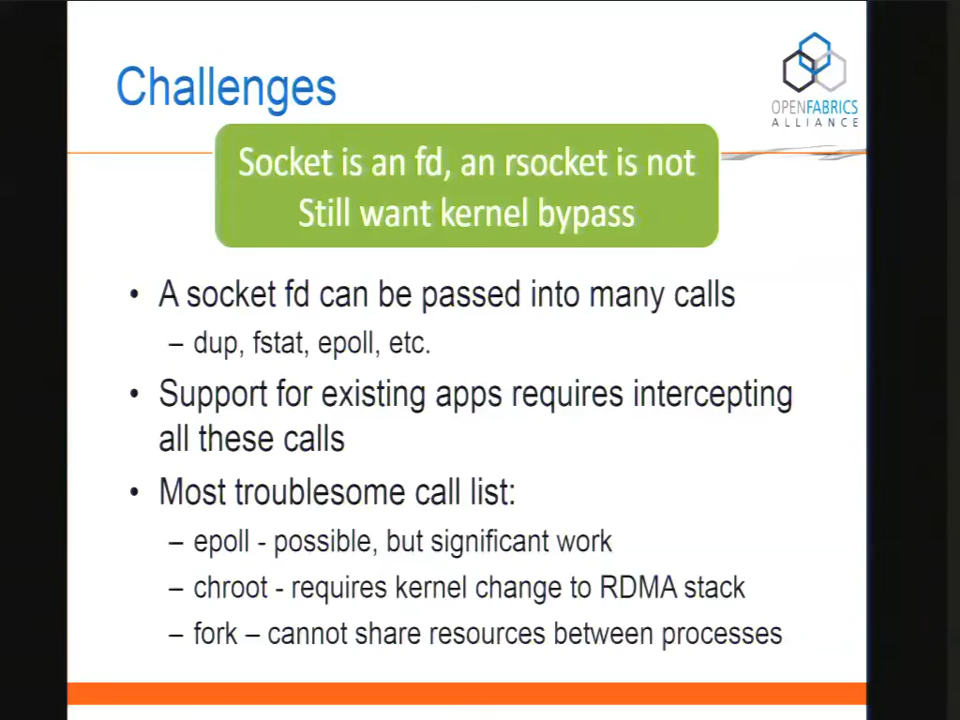 Challenges
OPENFABRICS
ALLIANCE
Socket is an fd, an rsocket is not
Still want kernel bypass
• A socket fd can be passed into many calls
– dup, fstat, epoll, etc.
• Support for existing apps requires intercepting
all these calls
• Most troublesome call list:
– epoll - possible, but significant work
– chroot - requires kernel change to RDMA stack
– fork – cannot share resources between processes